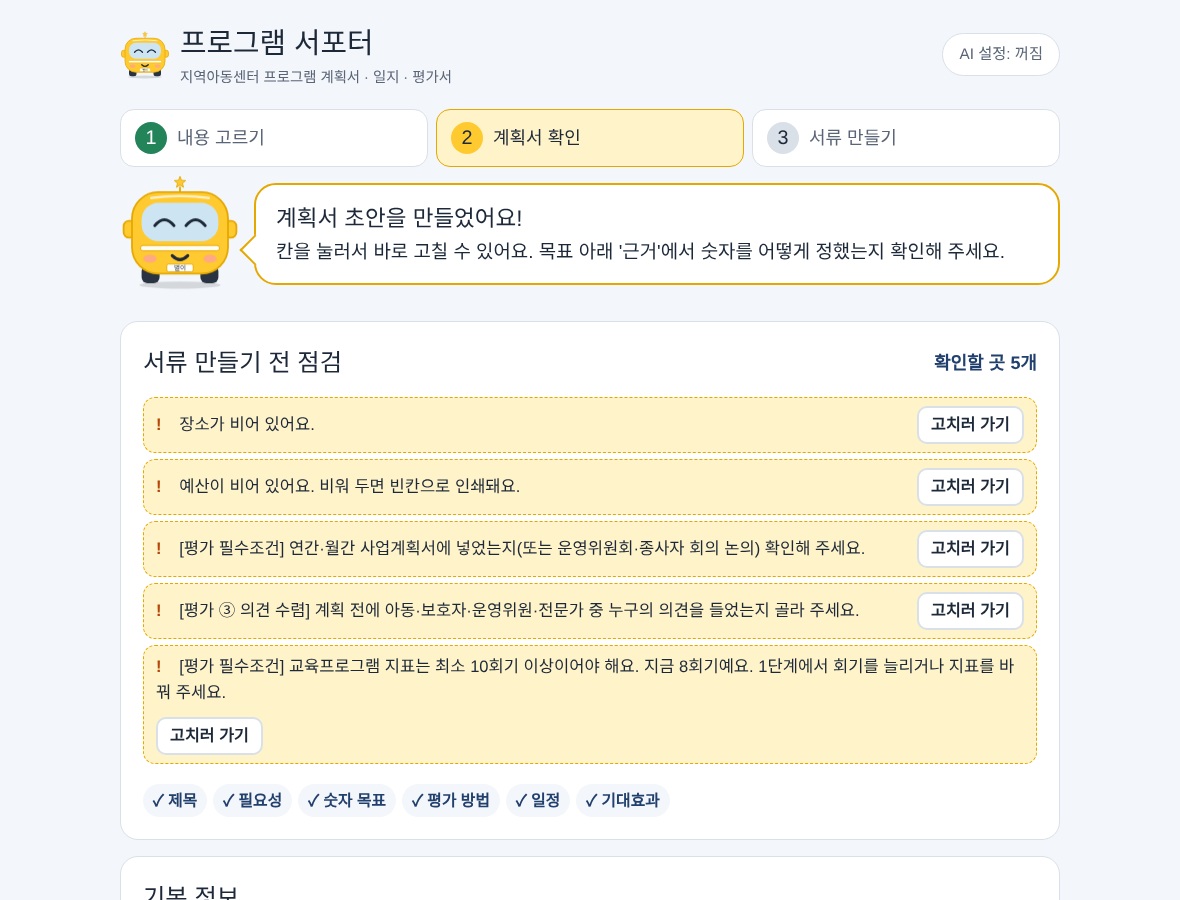 프로그램 서포터
지역아동센터 프로그램 계획서 · 일지 · 평가서
AI 설정: 꺼짐
1 내용 고르기
2 계획서 확인
3 서류 만들기
별이
계획서 초안을 만들었어요!
칸을 눌러서 바로 고칠 수 있어요. 목표 아래 '근거'에서 숫자를 어떻게 정했는지 확인해 주세요.
서류 만들기 전 점검
확인할 곳 5개
! 장소가 비어 있어요.
고치러 가기
! 예산이 비어 있어요. 비워 두면 빈칸으로 인쇄돼요.
고치러 가기
! [평가 필수조건] 연간·월간 사업계획서에 넣었는지(또는 운영위원회·종사자 회의 논의) 확인해 주세요.
고치러 가기
! [평가 ③ 의견 수렴] 계획 전에 아동·보호자·운영위원·전문가 중 누구의 의견을 들었는지 골라 주세요.
고치러 가기
! [평가 필수조건] 교육프로그램 지표는 최소 10회기 이상이어야 해요. 지금 8회기예요. 1단계에서 회기를 늘리거나 지표를 바
꿔 주세요.
고치러 가기
✓ 제목 ✓ 필요성 ✓ 숫자 목표 ✓ 평가 방법 ✓ 일정 ✓ 기대효과
기본 정보